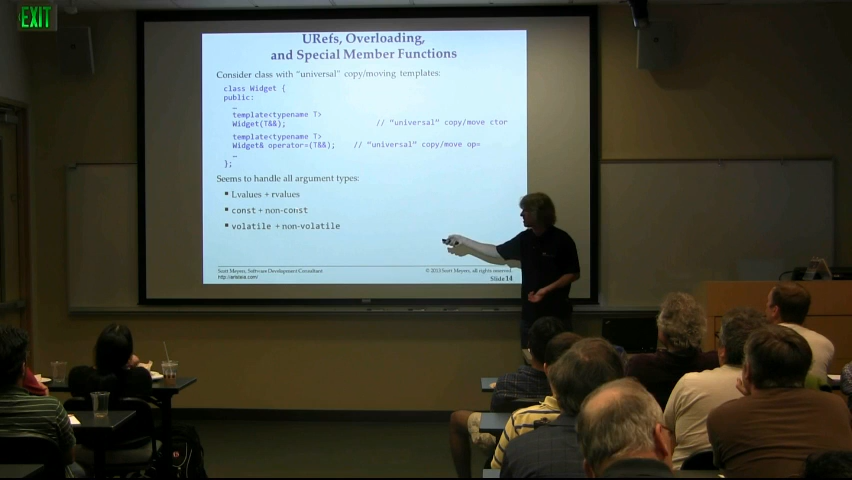 EXIT
URefs, Overloading,
and Special Member Functions
Consider class with "universal" copy/moving templates:
class Widget {
public:
…
template<typename T>
Widget(T&&); // "universal" copy/move ctor
template<typename T>
Widget& operator=(T&&); // "universal" copy/move op=
…
};
Seems to handle all argument types:
▪ Lvalues + rvalues
▪ const + non-const
▪ volatile + non-volatile
Scott Meyers, Software Development Consultant © 2013 Scott Meyers, all rights reserved.
http://aristeia.com/ Slide 14